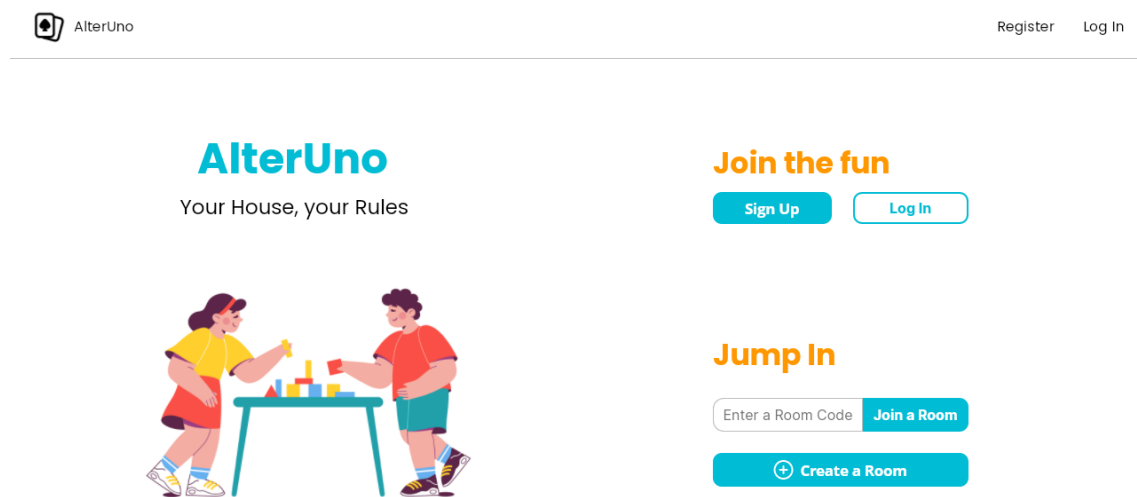 AlterUno
Register
Log In
AlterUno
Your House, your Rules
Join the fun
Sign Up
Log In
Jump In
Enter a Room Code
Join a Room
Create a Room